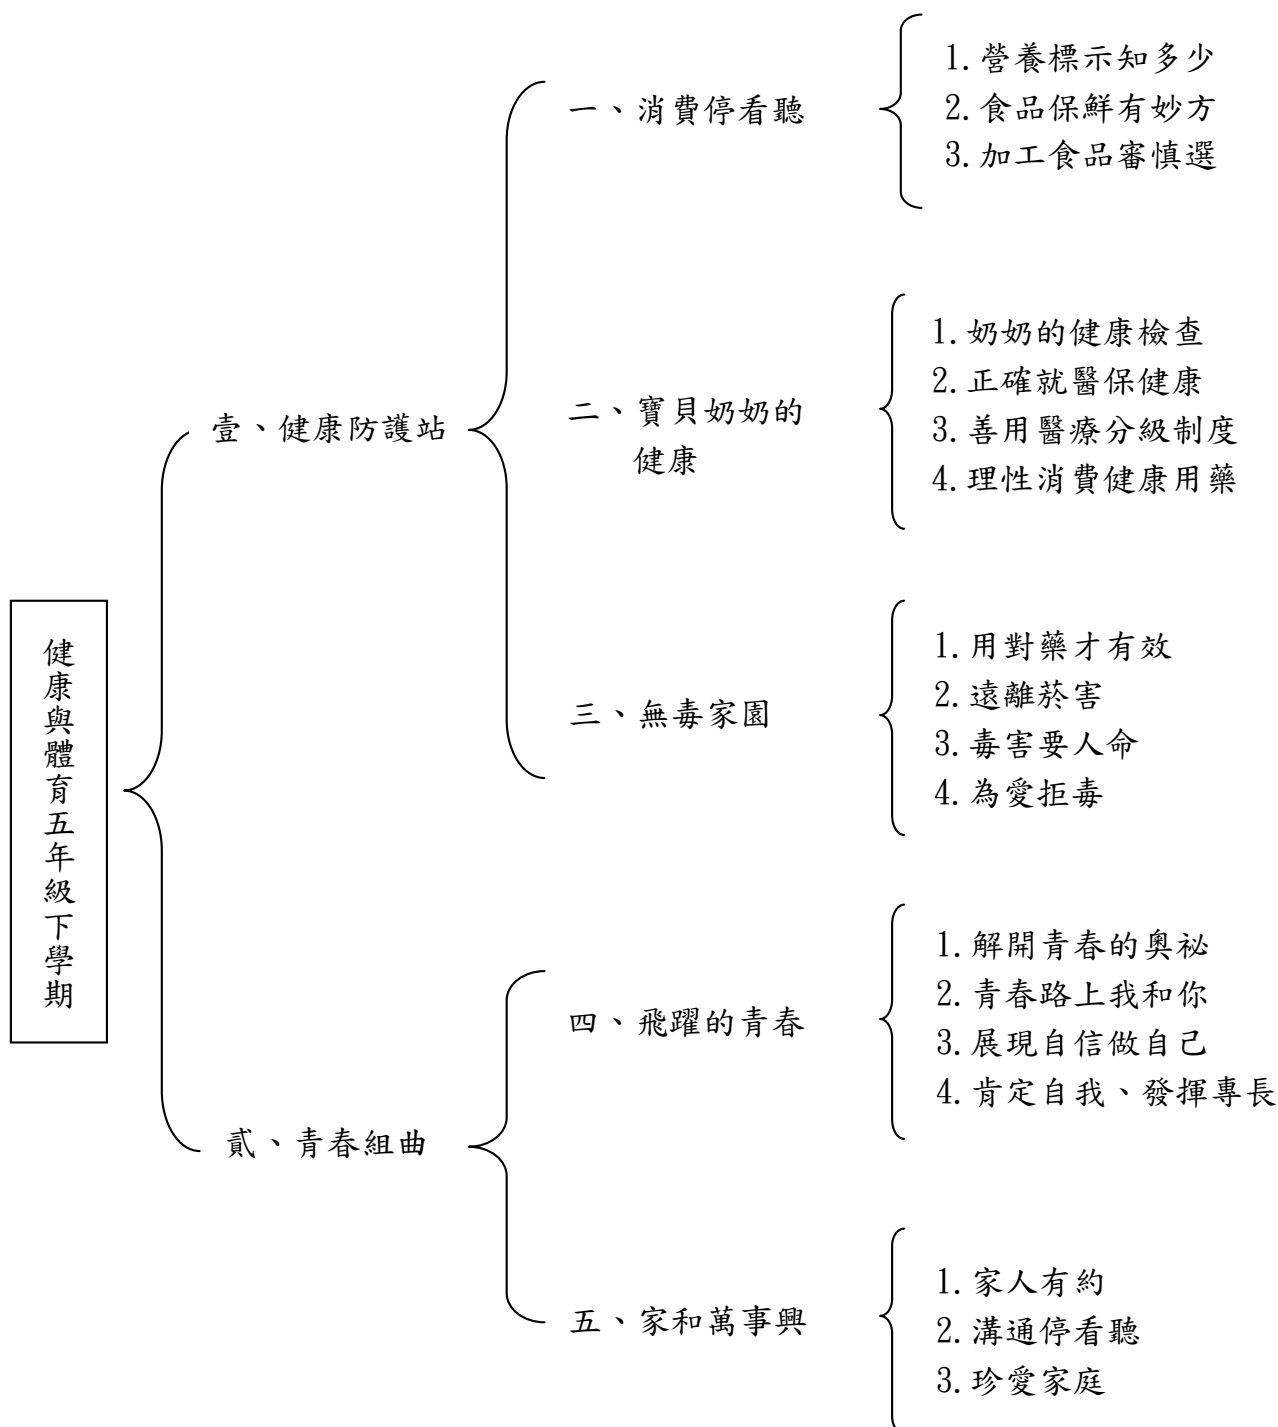 健康與體育五年級下學期
壹、健康防護站
一、消費停看聽
1.營養標示知多少
2.食品保鮮有妙方
3.加工食品審慎選
二、寶貝奶奶的
健康
1.奶奶的健康檢查
2.正確就醫保健康
3.善用醫療分級制度
4.理性消費健康用藥
三、無毒家園
1.用對藥才有效
2.遠離菸害
3.毒害要人命
4.為愛拒毒
貳、青春組曲
四、飛躍的青春
1.解開青春的奧祕
2.青春路上我和你
3.展現自信做自己
4.肯定自我、發揮專長
五、家和萬事興
1.家人有約
2.溝通停看聽
3.珍愛家庭